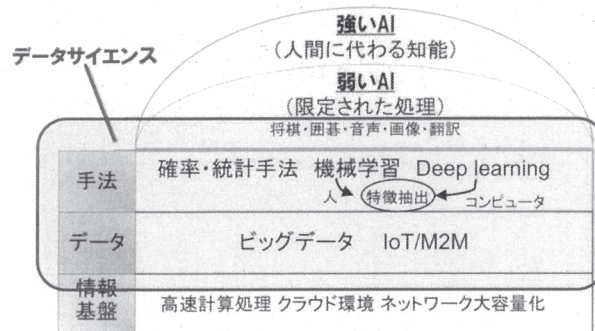 強いAI
(人間に代わる知能)
データサイエンス
弱いAI
(限定された処理)
将棋・囲碁・音声・画像・翻訳
手法
確率・統計手法 機械学習 Deep learning
人 特徴抽出 コンピュータ
データ
ビッグデータ IoT/M2M
情報
基盤
高速計算処理 クラウド環境 ネットワーク大容量化